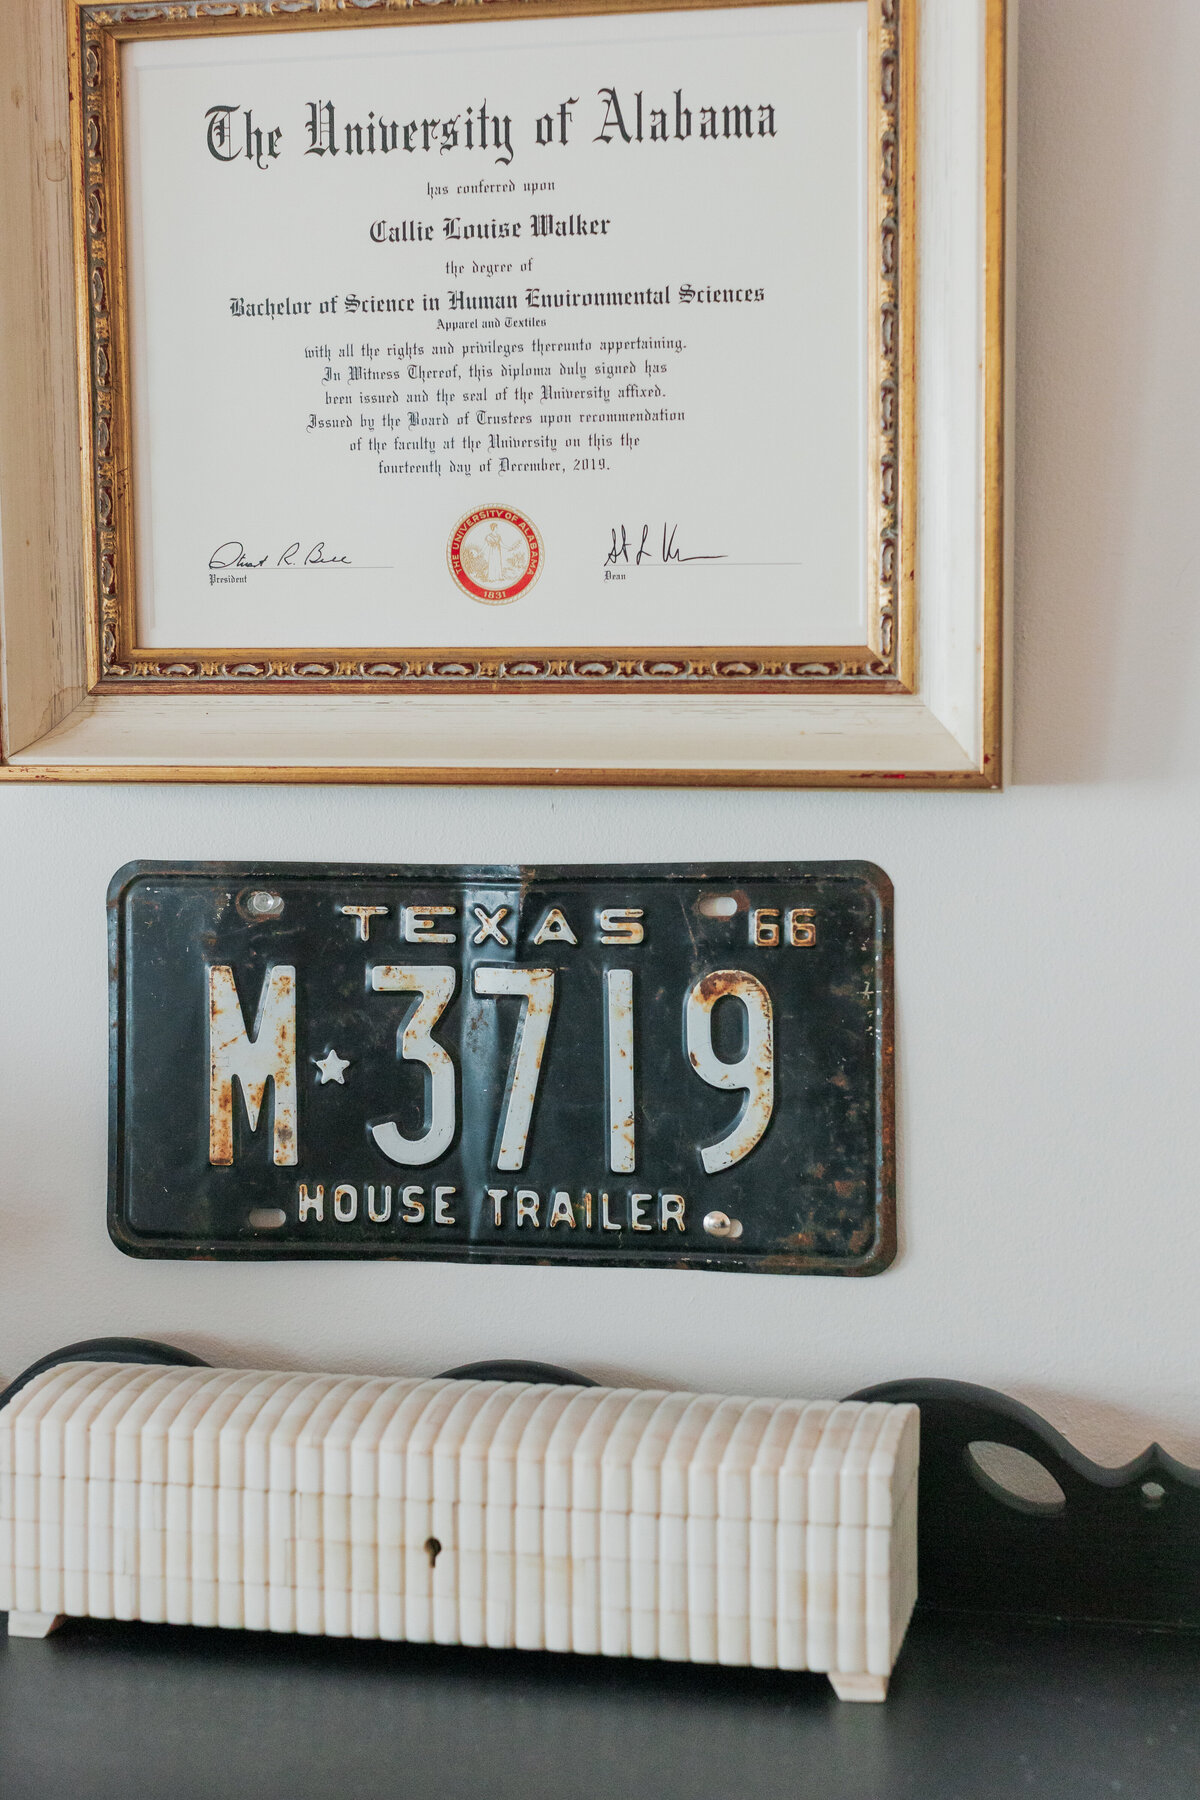 The University of Alabama
has conferred upon
Callie Louise Walker
the degree of
Bachelor of Science in Human Environmental Sciences
Apparel and Textiles
with all the rights and privileges thereunto appertaining.
In Witness Thereof, this diploma duly signed has
been issued and the seal of the University affixed.
Issued by the Board of Trustees upon recommendation
of the faculty at the University on this the
fourteenth day of December, 2019.
Stuart R. Bell
President
THE UNIVERSITY OF ALABAMA
1831
Dean
TEXAS 66
M★3719
HOUSE TRAILER